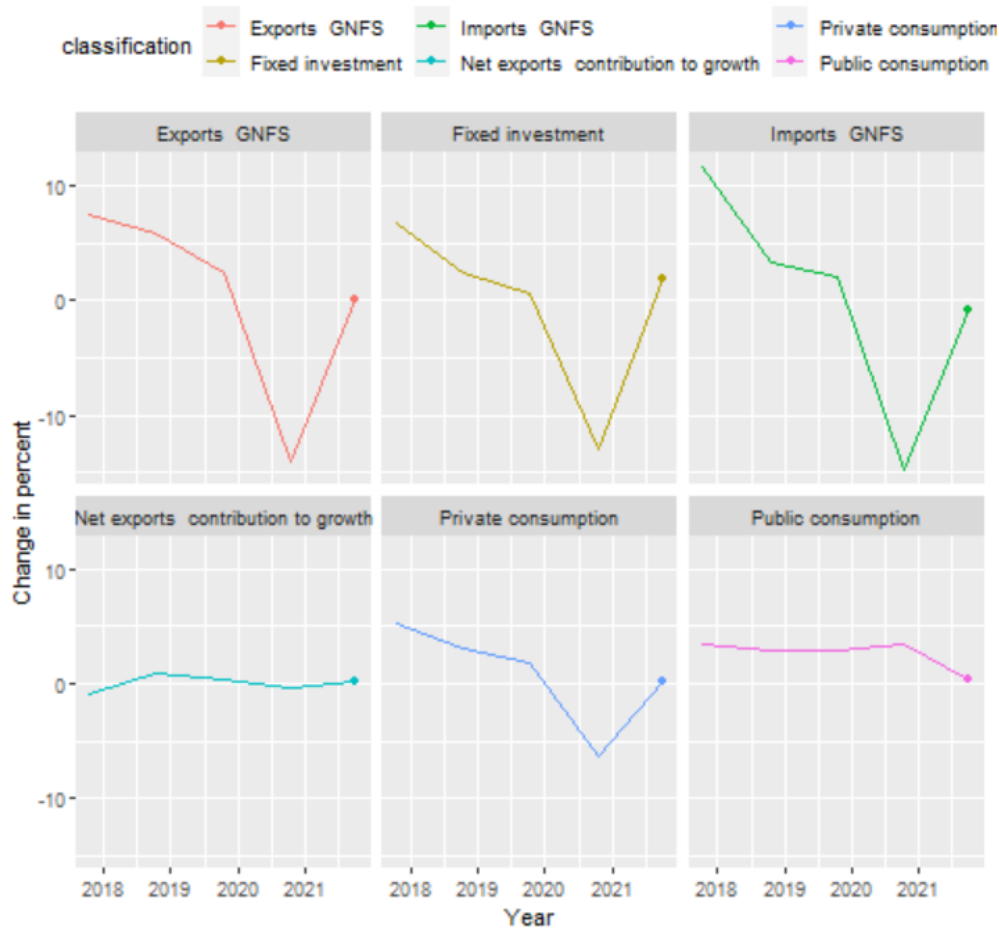 classification
Exports GNFS Imports GNFS Private consumption
Fixed investment Net exports contribution to growth Public consumption
Exports GNFS Fixed investment Imports GNFS
10
0
-10
Change in percent
Net exports contribution to growth Private consumption Public consumption
10
0
-10
2018 2019 2020 2021 2018 2019 2020 2021 2018 2019 2020 2021
Year